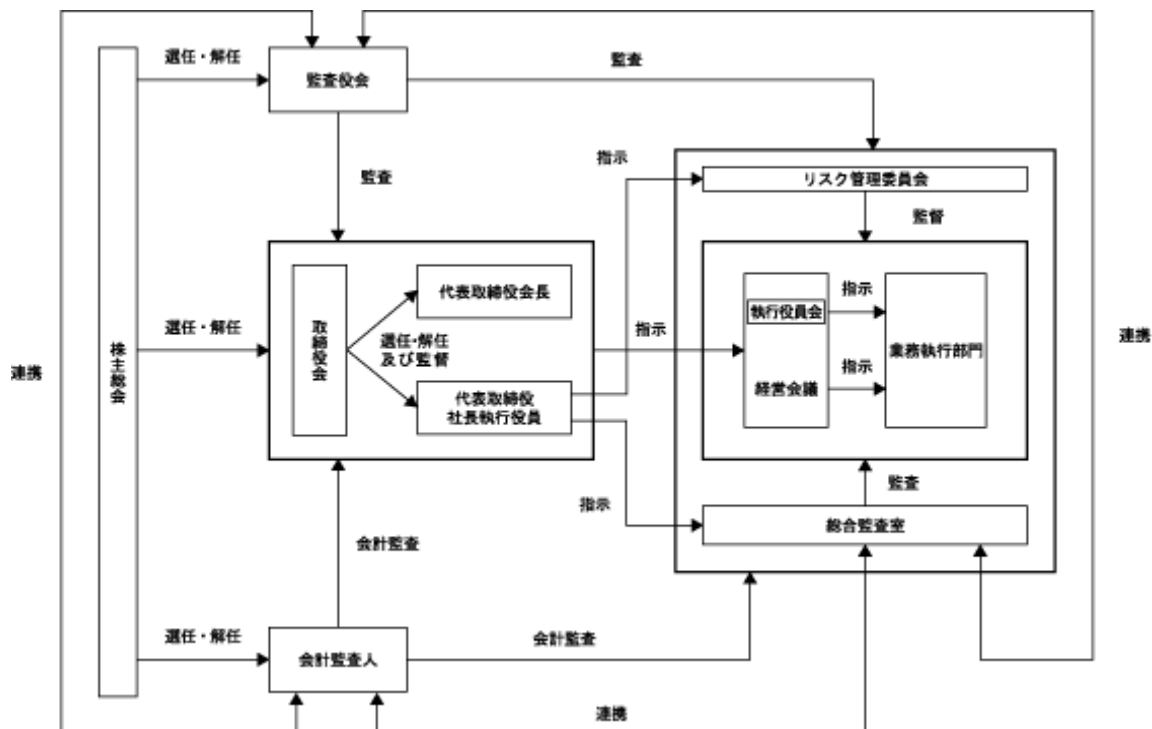 選任・解任
監査役会
監査
監査
指示
リスク管理委員会
監督
連携
株主総会
選任・解任
取締役会
代表取締役会長
選任・解任
及び監督
代表取締役
社長執行役員
指示
執行役員会
指示
業務執行部門
経営会議
指示
連携
監査
指示
総合監査室
会計監査
選任・解任
会計監査人
会計監査
連携